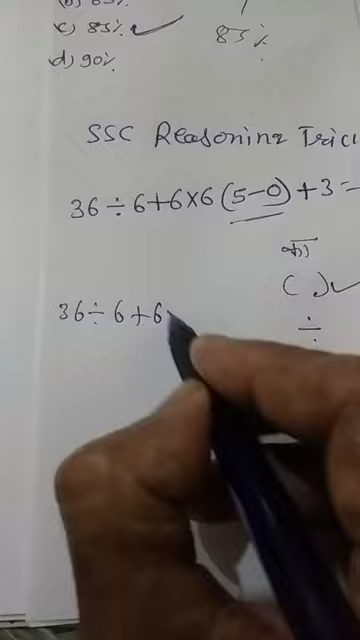 c) 85%
85%
d) 90%
SSC Reasoning Tric
36 ÷ 6 + 6 × 6 (5 - 0) + 3 =
का
( )
÷
36 ÷ 6 + 6